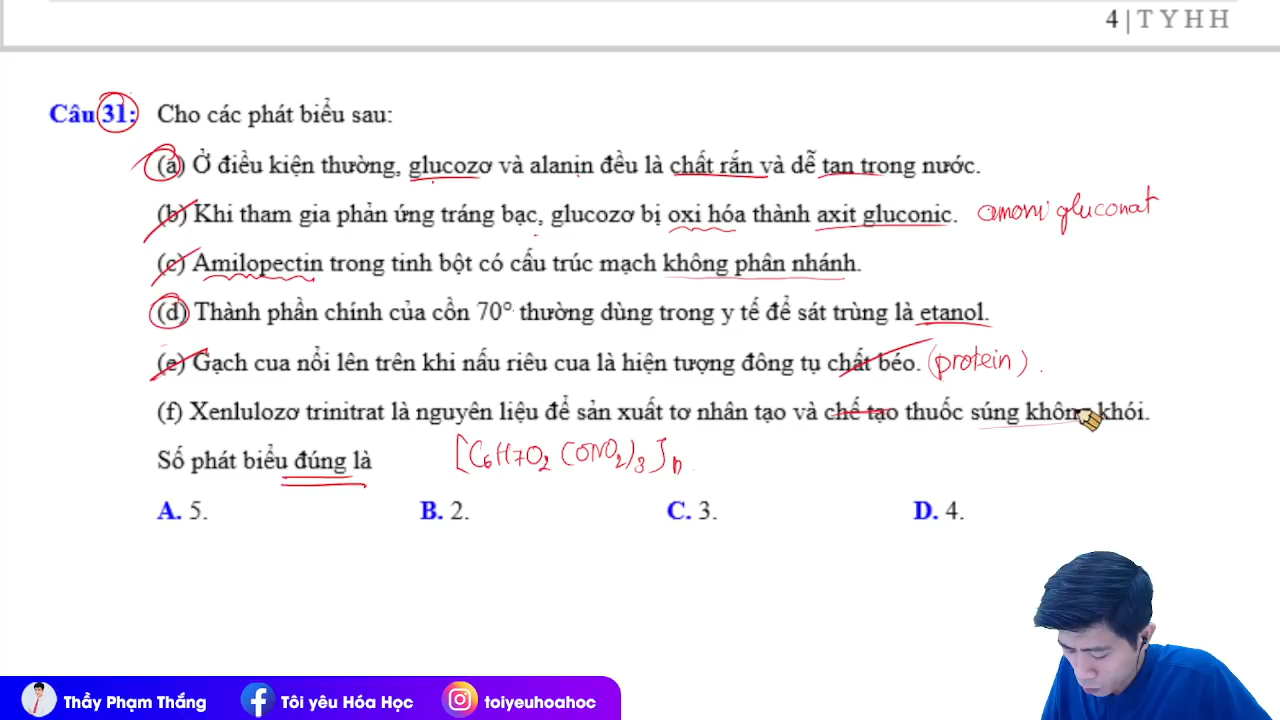 4 | T Y H H
Câu 31: Cho các phát biểu sau:
(a) Ở điều kiện thường, glucozơ và alanin đều là chất rắn và dễ tan trong nước.
(b) Khi tham gia phản ứng tráng bạc, glucozơ bị oxi hóa thành axit gluconic. amoni gluconat
(c) Amilopectin trong tinh bột có cấu trúc mạch không phân nhánh.
(d) Thành phần chính của cồn 70° thường dùng trong y tế để sát trùng là etanol.
(e) Gạch cua nổi lên trên khi nấu riêu cua là hiện tượng đông tụ chất béo. (protein).
(f) Xenlulozơ trinitrat là nguyên liệu để sản xuất tơ nhân tạo và chế tạo thuốc súng không khói.
Số phát biểu đúng là [C6H7O2(ONO2)3]n
A. 5. B. 2. C. 3. D. 4.
Thầy Phạm Thắng Tôi yêu Hóa Học toiyeuhoahoc